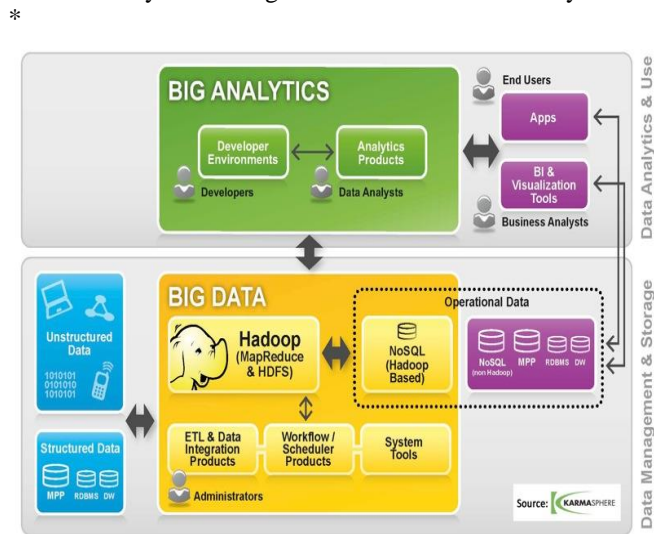 *
BIG ANALYTICS
Developer
Environments
Analytics
Products
Developers
Data Analysts
End Users
Apps
BI &
Visualization
Tools
Business Analysts
Data Analytics & Use
Unstructured
Data
1010101
0101010
1010101
Structured Data
MPP RDBMS DW
BIG DATA
Hadoop
(MapReduce
& HDFS)
Operational Data
NoSQL
(Hadoop
Based)
NoSQL
(non Hadoop)
MPP RDBMS DW
ETL & Data
Integration
Products
Workflow /
Scheduler
Products
System
Tools
Administrators
Source: KARMASPHERE
Data Management & Storage